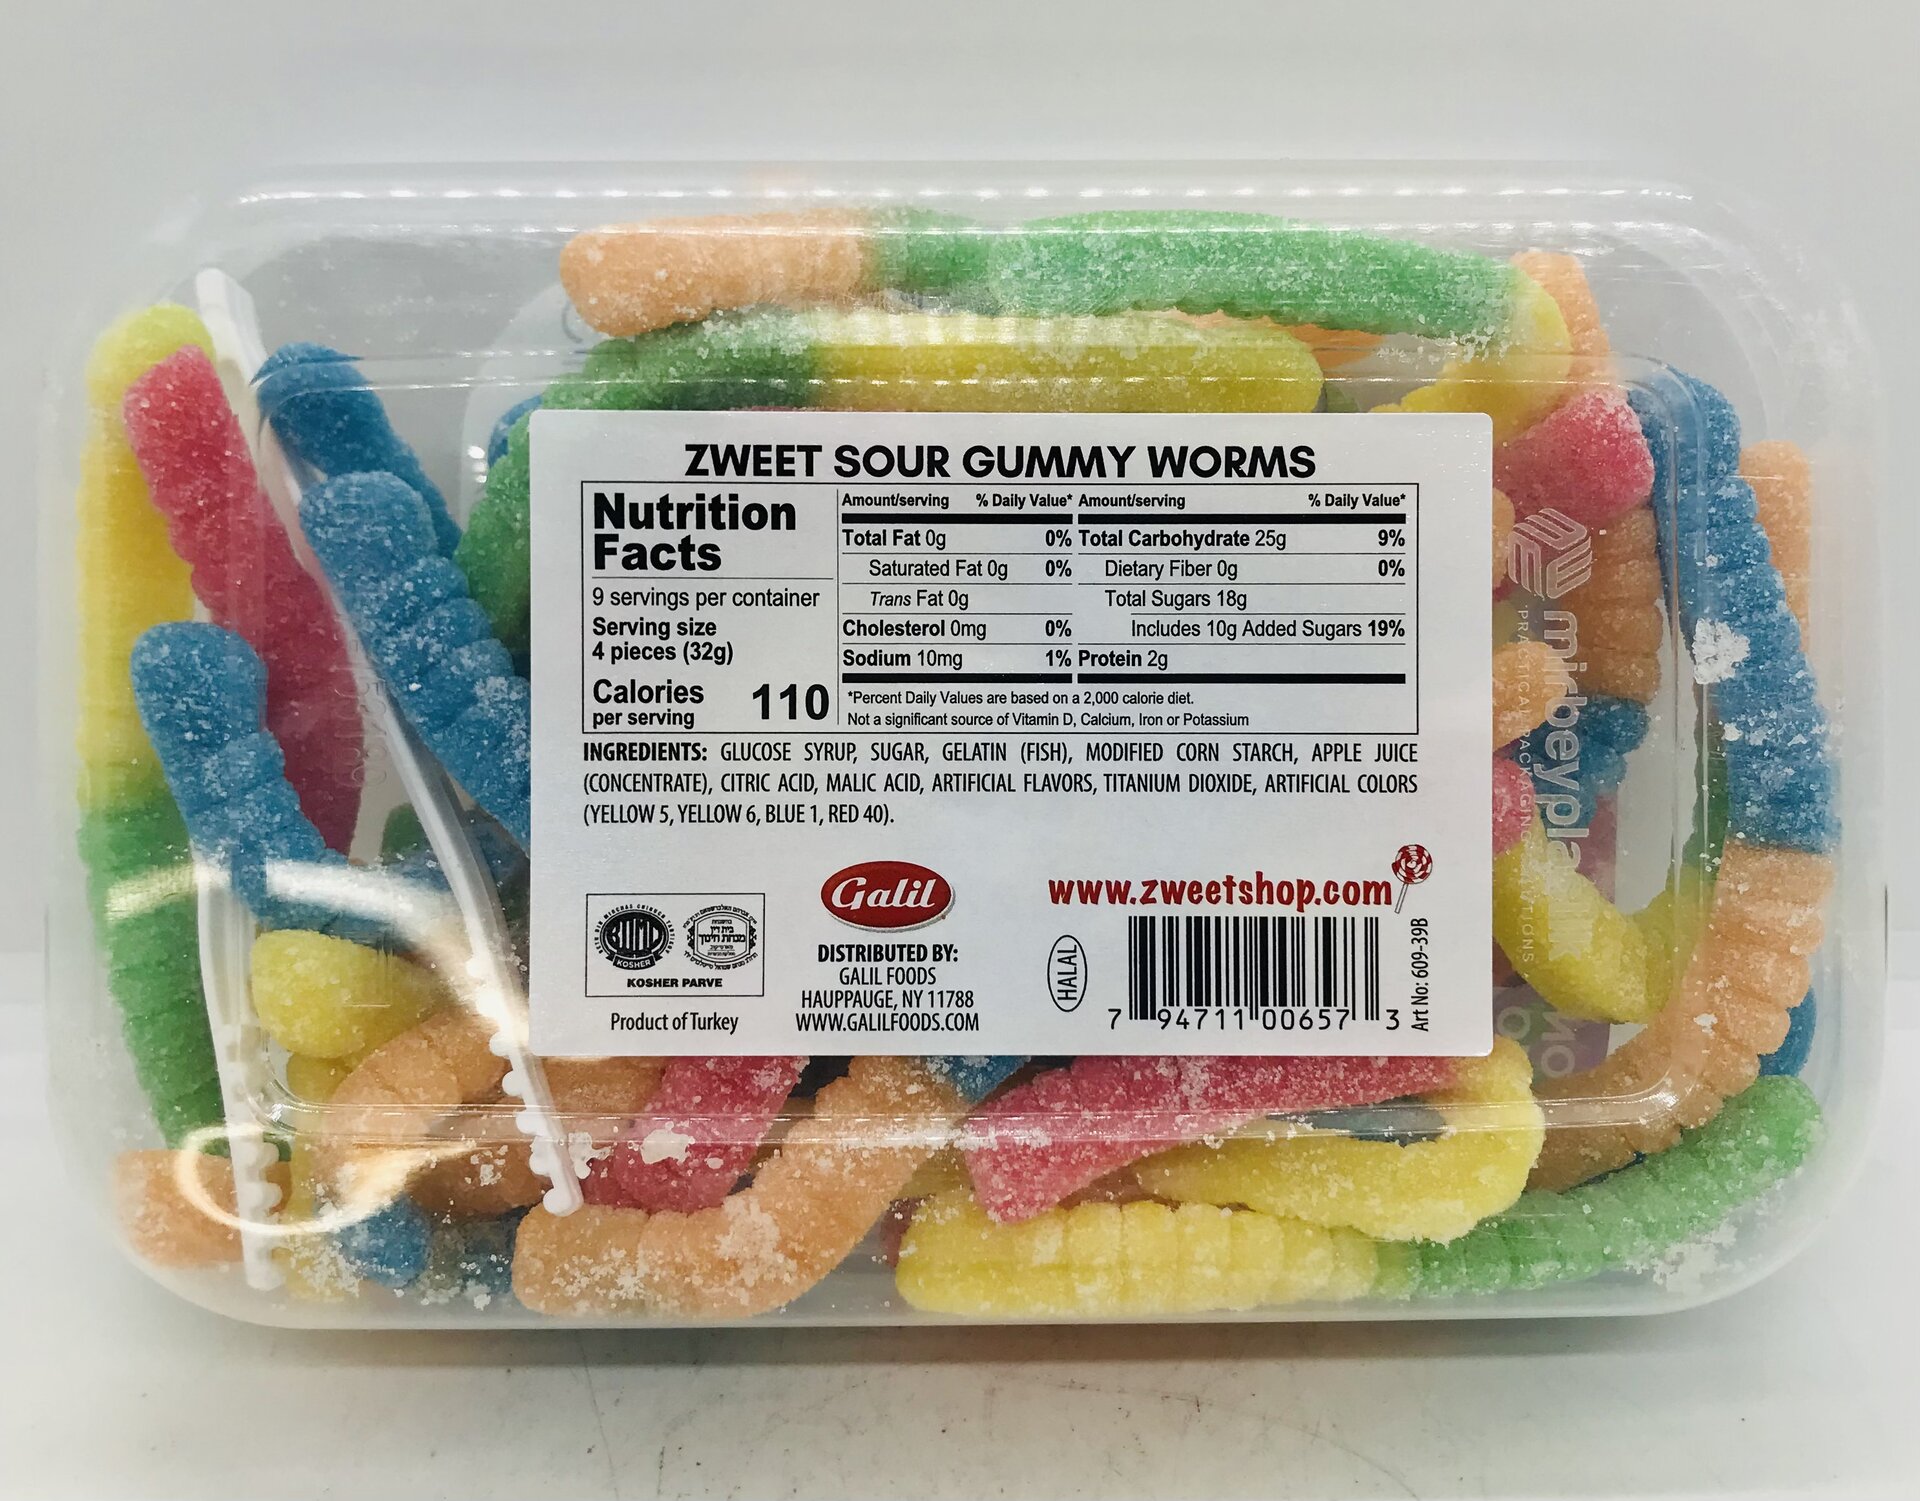 ZWEET SOUR GUMMY WORMS
Nutrition
Facts
9 servings per container
Serving size
4 pieces (32g)
Calories
per serving
110
Amount/serving % Daily Value*
Total Fat 0g 0%
Saturated Fat 0g 0%
Trans Fat 0g
Cholesterol 0mg 0%
Sodium 10mg 1%
Amount/serving % Daily Value*
Total Carbohydrate 25g 9%
Dietary Fiber 0g 0%
Total Sugars 18g
Includes 10g Added Sugars 19%
Protein 2g
*Percent Daily Values are based on a 2,000 calorie diet.
Not a significant source of Vitamin D, Calcium, Iron or Potassium
INGREDIENTS: GLUCOSE SYRUP, SUGAR, GELATIN (FISH), MODIFIED CORN STARCH, APPLE JUICE
(CONCENTRATE), CITRIC ACID, MALIC ACID, ARTIFICIAL FLAVORS, TITANIUM DIOXIDE, ARTIFICIAL COLORS
(YELLOW 5, YELLOW 6, BLUE 1, RED 40).
KOSHER
בית דין
מנחת חינוך
KOSHER PARVE
Product of Turkey
Galil
DISTRIBUTED BY:
GALIL FOODS
HAUPPAUGE, NY 11788
WWW.GALILFOODS.COM
www.zweetshop.com
HALAL
7 94711 00657 3
Art No: 609-39B
PRACTICAL PACKAGING